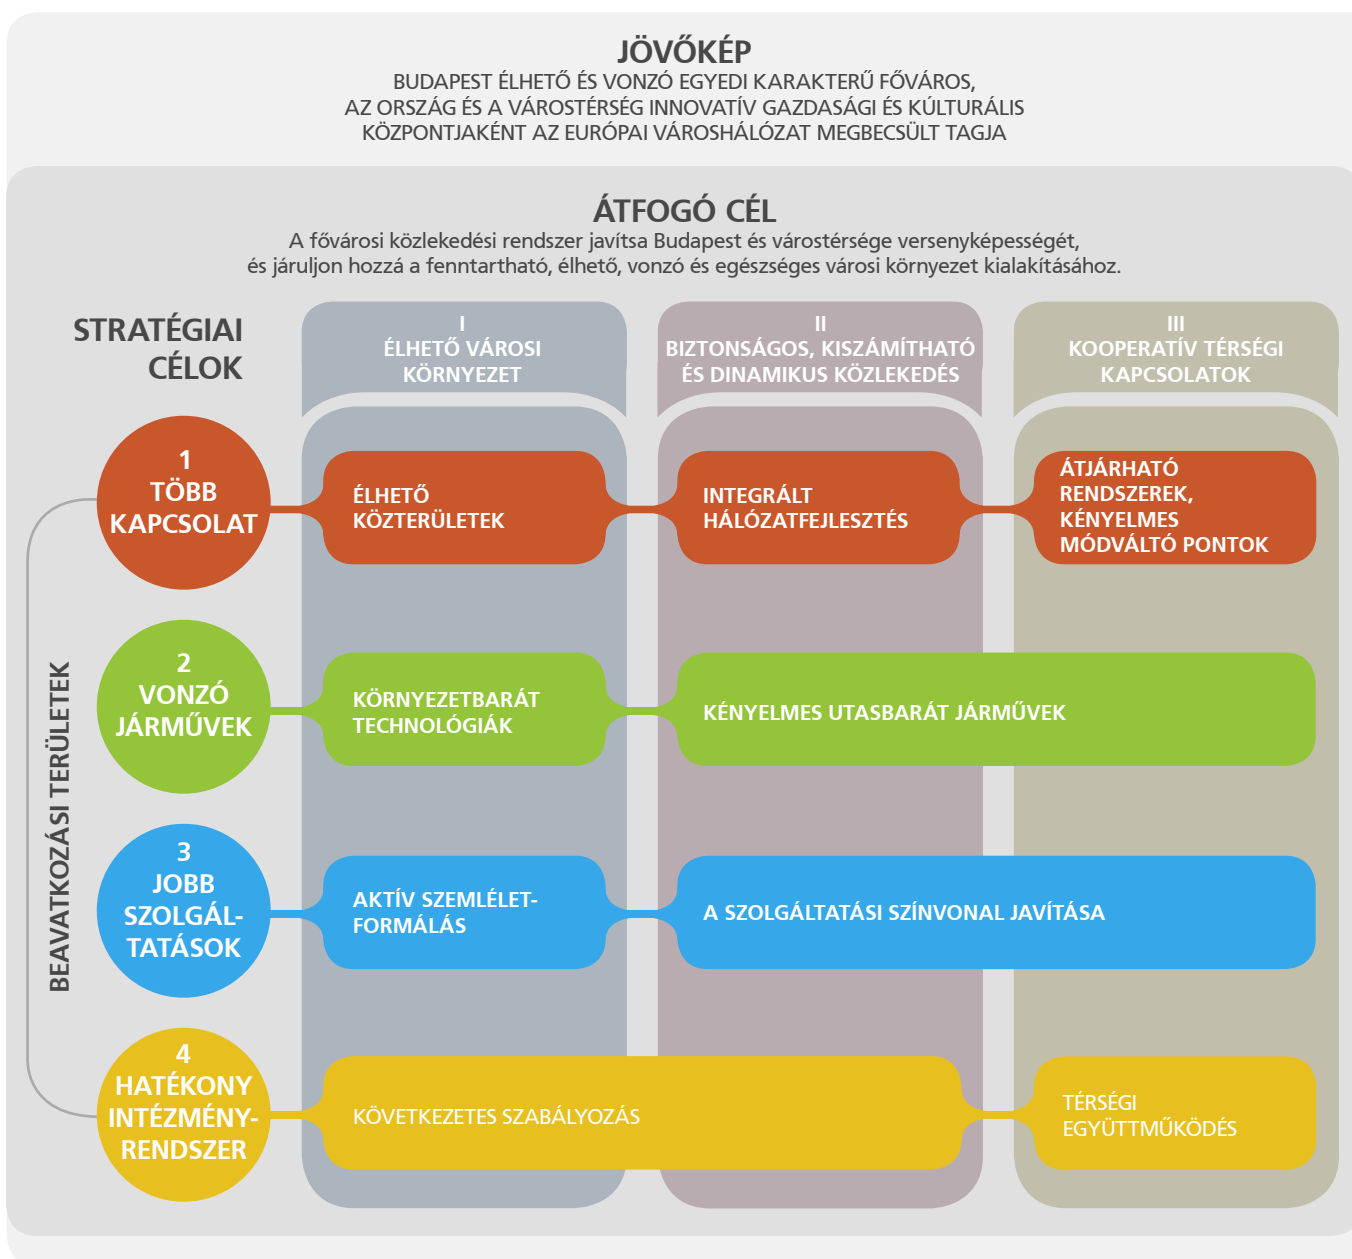 JÖVŐKÉP
BUDAPEST ÉLHETŐ ÉS VONZÓ EGYEDI KARAKTERŰ FŐVÁROS,
AZ ORSZÁG ÉS A VÁROSTÉRSÉG INNOVATÍV GAZDASÁGI ÉS KÚLTURÁLIS
KÖZPONTJAKÉNT AZ EURÓPAI VÁROSHÁLÓZAT MEGBECSÜLT TAGJA
ÁTFOGÓ CÉL
A fővárosi közlekedési rendszer javítsa Budapest és várostérsége versenyképességét,
és járuljon hozzá a fenntartható, élhető, vonzó és egészséges városi környezet kialakításához.
STRATÉGIAI
CÉLOK
I
ÉLHETŐ VÁROSI
KÖRNYEZET
II
BIZTONSÁGOS, KISZÁMÍTHATÓ
ÉS DINAMIKUS KÖZLEKEDÉS
III
KOOPERATÍV TÉRSÉGI
KAPCSOLATOK
BEAVATKOZÁSI TERÜLETEK
1
TÖBB
KAPCSOLAT
ÉLHETŐ
KÖZTERÜLETEK
INTEGRÁLT
HÁLÓZATFEJLESZTÉS
ÁTJÁRHATÓ
RENDSZEREK,
KÉNYELMES
MÓDVÁLTÓ PONTOK
2
VONZÓ
JÁRMŰVEK
KÖRNYEZETBARÁT
TECHNOLÓGIÁK
KÉNYELMES UTASBARÁT JÁRMŰVEK
3
JOBB
SZOLGÁL-
TATÁSOK
AKTÍV SZEMLÉLET-
FORMÁLÁS
A SZOLGÁLTATÁSI SZÍNVONAL JAVÍTÁSA
4
HATÉKONY
INTÉZMÉNY-
RENDSZER
KÖVETKEZETES SZABÁLYOZÁS
TÉRSÉGI
EGYÜTTMŰKÖDÉS